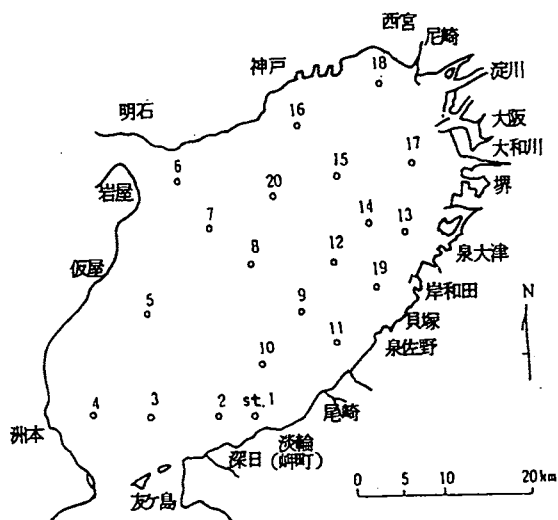 西宮
尼崎
神戸
18
淀川
明石
16
大阪
大和川
17
6
15
堺
岩屋
20
7
14
13
8
12
泉大津
仮屋
19
岸和田
N
5
9
貝塚
11
泉佐野
10
4
3
2
st.1
尾崎
洲本
淡輪
深日
(岬町)
友ケ島
0
5
10
20km